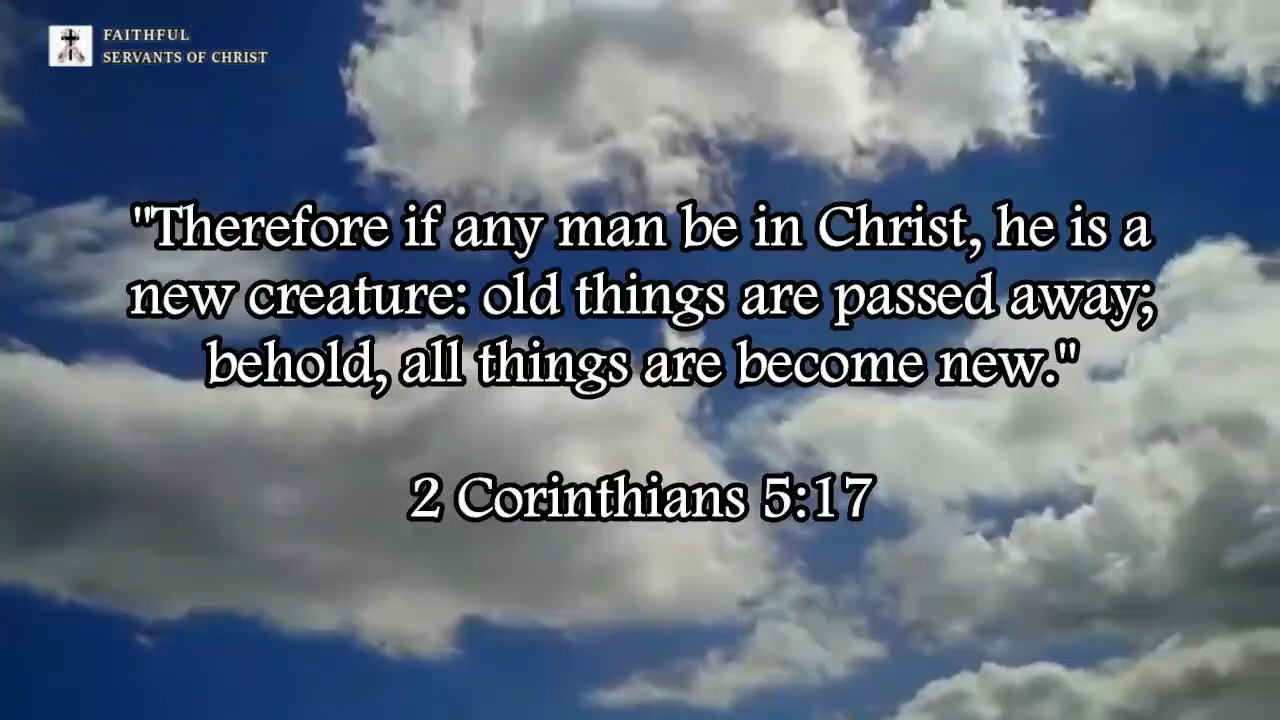 FAITHFUL
SERVANTS OF CHRIST
"Therefore if any man be in Christ, he is a
new creature: old things are passed away;
behold, all things are become new."
2 Corinthians 5:17